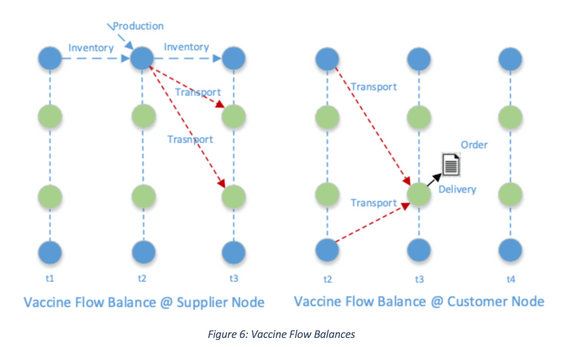 Production
Inventory
Inventory
Transport
Trasnport
t1
t2
t3
Vaccine Flow Balance @ Supplier Node
Transport
Order
Delivery
Transport
t2
t3
t4
Vaccine Flow Balance @ Customer Node
Figure 6: Vaccine Flow Balances